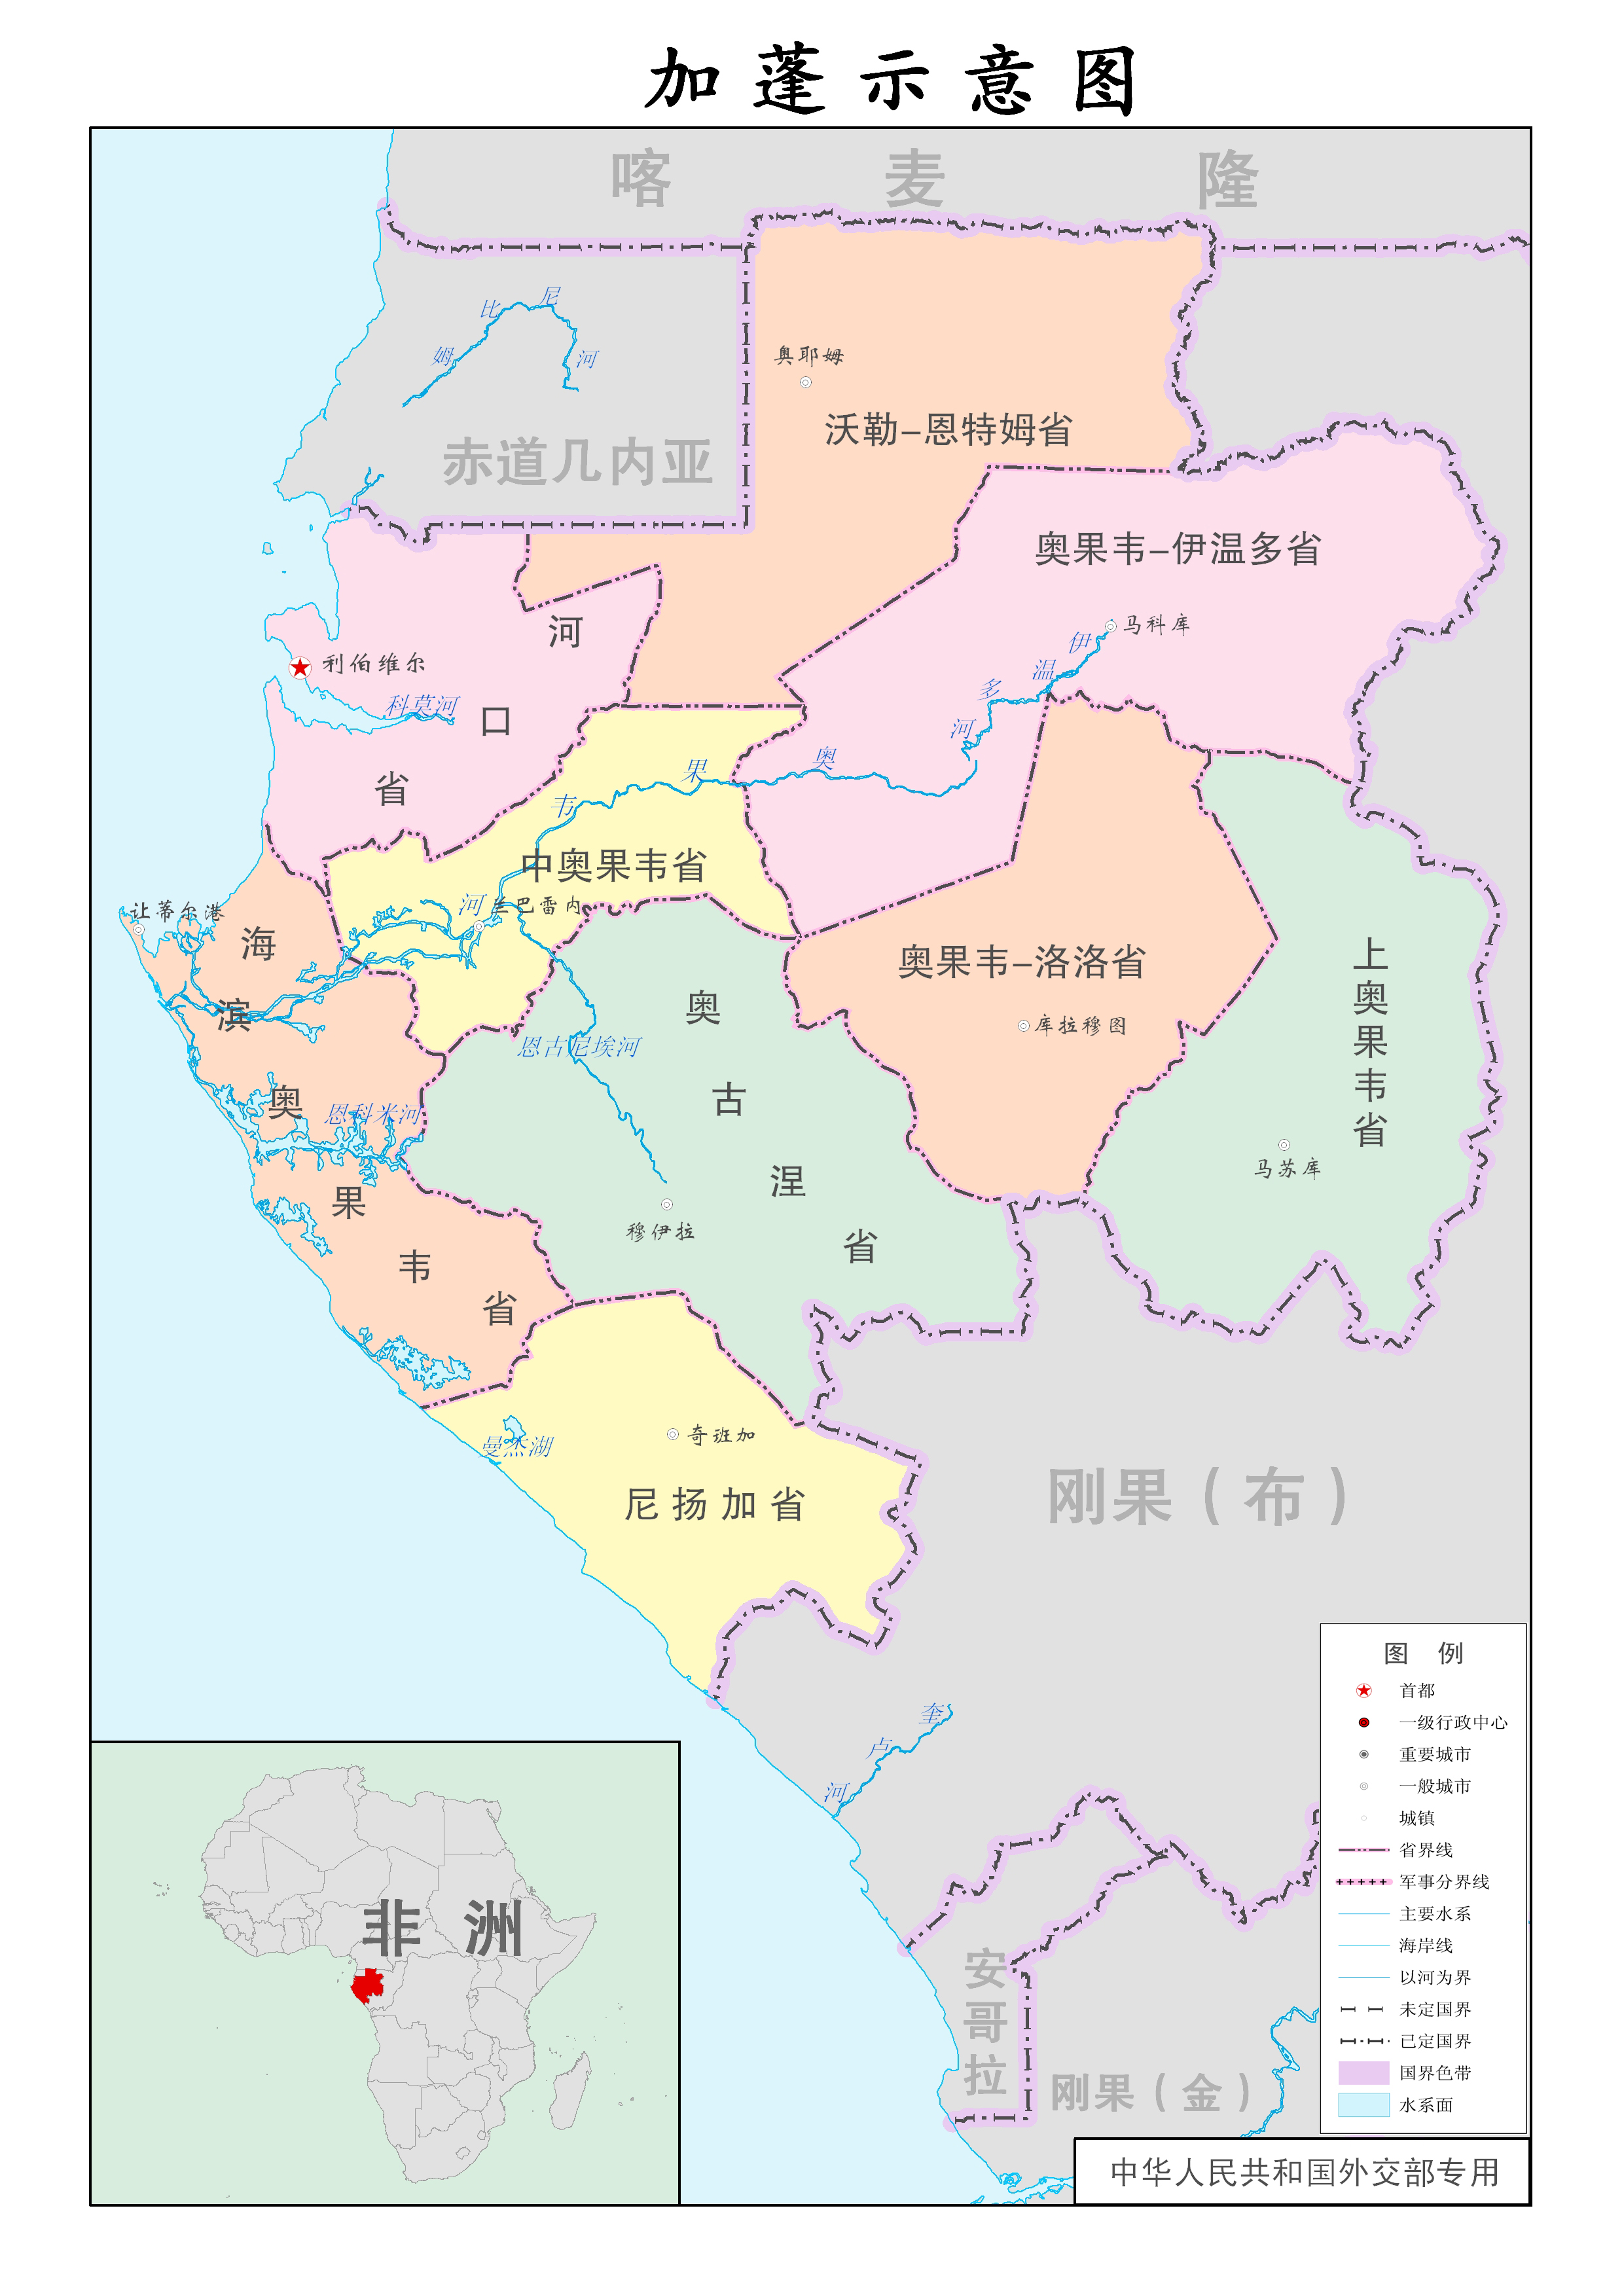 加蓬示意图
喀麦隆
姆比尼河
赤道几内亚
奥耶姆
沃勒-恩特姆省
奥果韦-伊温多省
马科库
伊温多河
河口省
利伯维尔
科莫河
奥果韦河
中奥果韦省
兰巴雷内
让蒂尔港
海滨奥果韦省
恩科米河
恩古尼埃河
奥古涅省
穆伊拉
奥果韦-洛洛省
库拉穆图
上奥果韦省
马苏库
曼杰湖
奇班加
尼扬加省
刚果（布）
奎卢河
安哥拉
刚果（金）
非洲
图例
首都
一级行政中心
重要城市
一般城市
城镇
省界线
军事分界线
主要水系
海岸线
以河为界
未定国界
已定国界
国界色带
水系面
中华人民共和国外交部专用